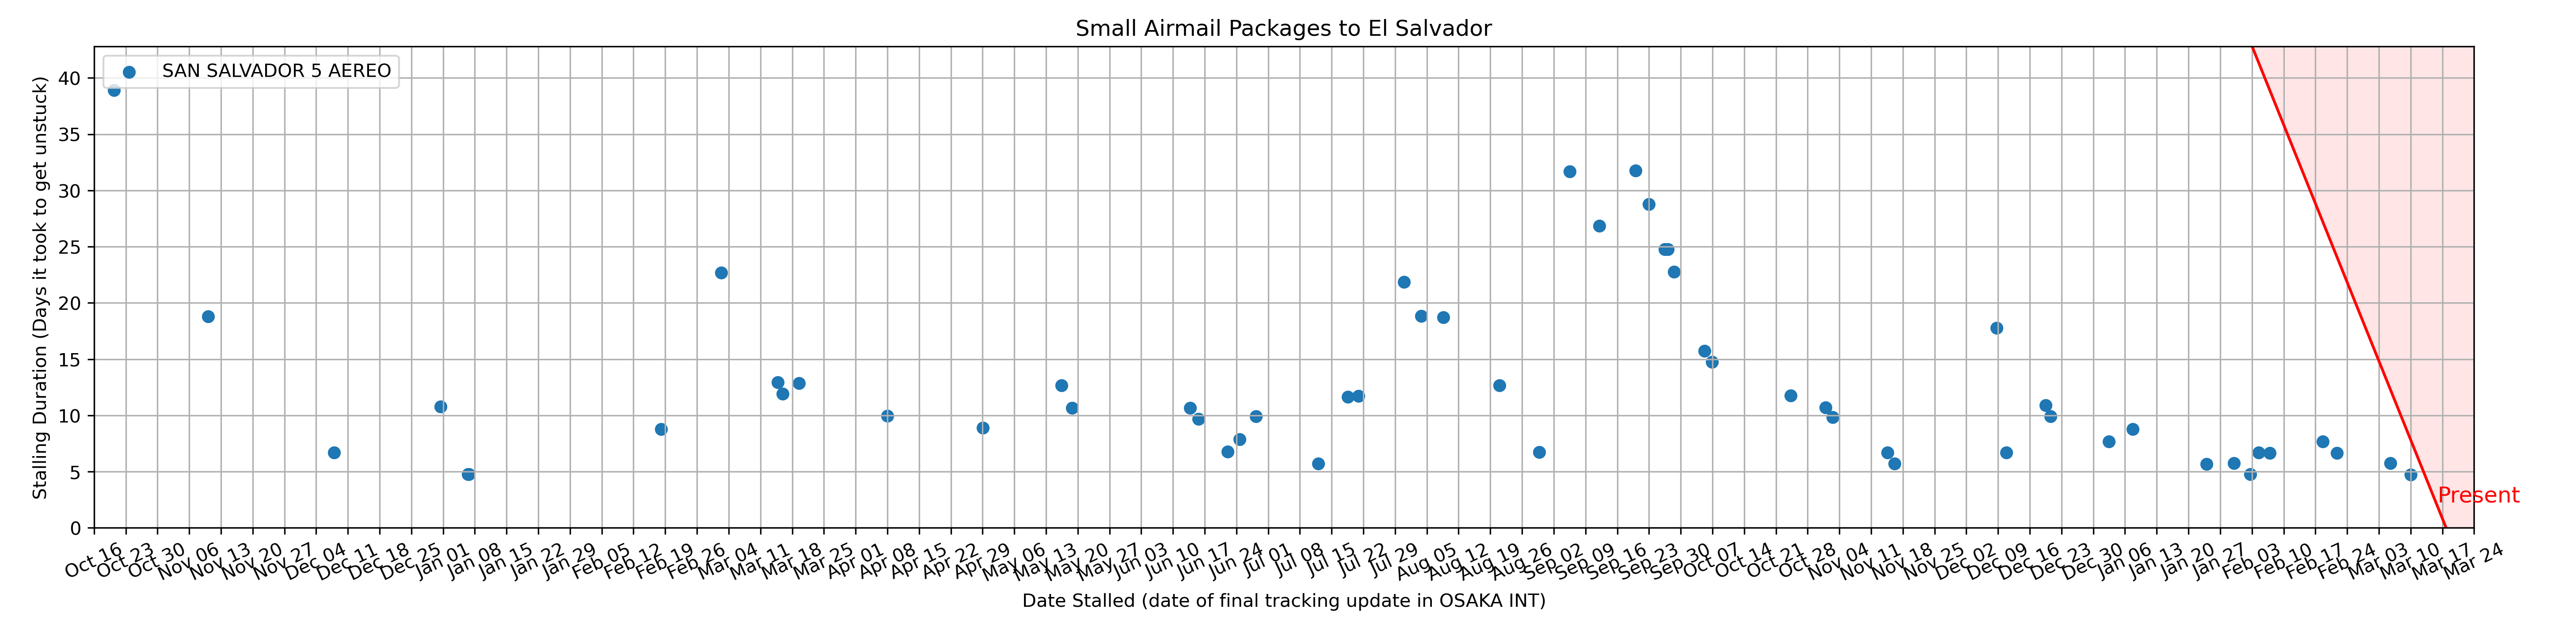 Small Airmail Packages to El Salvador
SAN SALVADOR 5 AEREO
Stalling Duration (Days it took to get unstuck)
40
35
30
25
20
15
10
5
0
Present
Oct 16 Oct 23 Oct 30 Nov 06 Nov 13 Nov 20 Nov 27 Dec 04 Dec 11 Dec 18 Dec 25 Jan 01 Jan 08 Jan 15 Jan 22 Jan 29 Feb 05 Feb 12 Feb 19 Feb 26 Mar 04 Mar 11 Mar 18 Mar 25 Apr 01 Apr 08 Apr 15 Apr 22 Apr 29 May 06 May 13 May 20 May 27 Jun 03 Jun 10 Jun 17 Jun 24 Jul 01 Jul 08 Jul 15 Jul 22 Jul 29 Aug 05 Aug 12 Aug 19 Aug 26 Sep 02 Sep 09 Sep 16 Sep 23 Sep 30 Oct 07 Oct 14 Oct 21 Oct 28 Nov 04 Nov 11 Nov 18 Nov 25 Dec 02 Dec 09 Dec 16 Dec 23 Dec 30 Jan 06 Jan 13 Jan 20 Jan 27 Feb 03 Feb 10 Feb 17 Feb 24 Mar 03 Mar 10 Mar 17 Mar 24
Date Stalled (date of final tracking update in OSAKA INT)